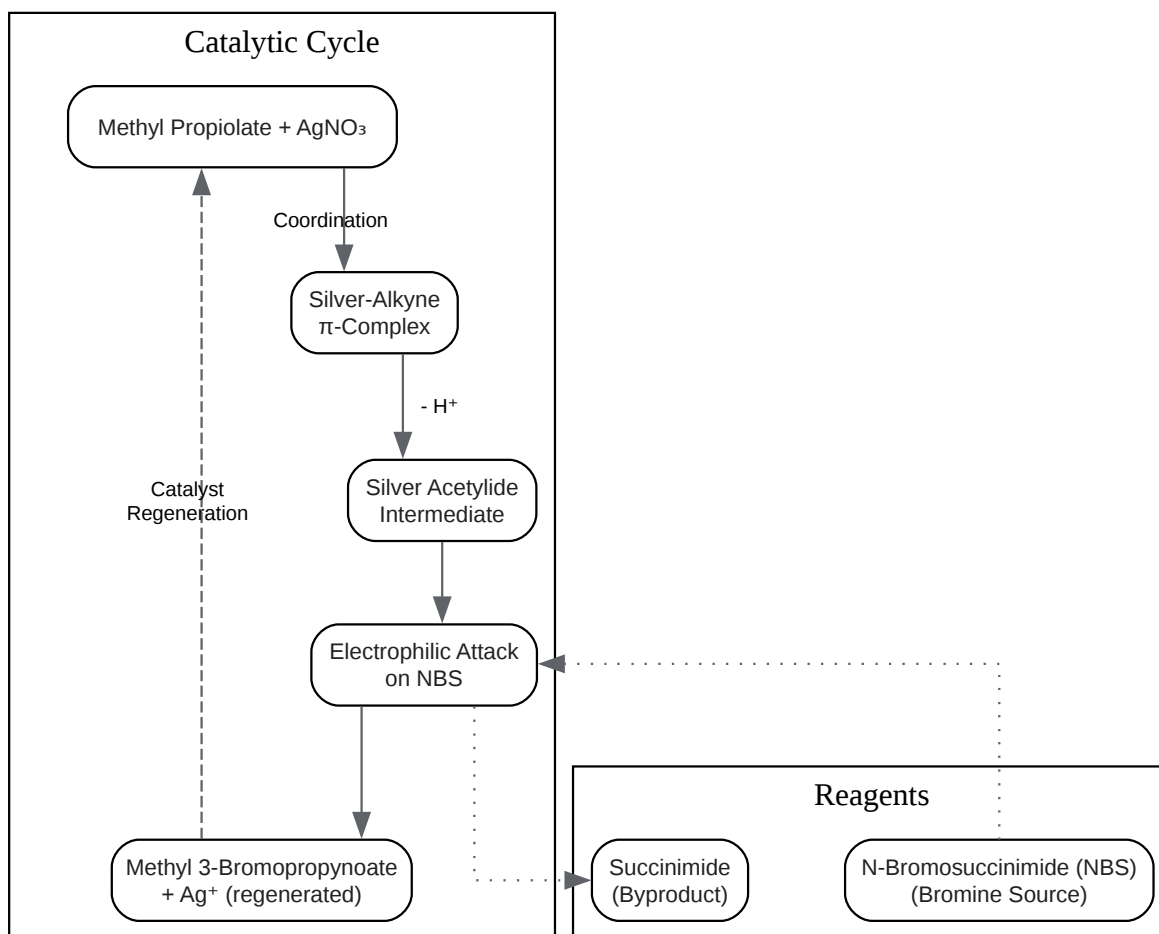 Catalytic Cycle
Methyl Propiolate + AgNO₃
Coordination
Silver-Alkyne
π-Complex
- H⁺
Silver Acetylide
Intermediate
Catalyst
Regeneration
Electrophilic Attack
on NBS
Methyl 3-Bromopropynoate
+ Ag⁺ (regenerated)
Reagents
Succinimide
(Byproduct)
N-Bromosuccinimide (NBS)
(Bromine Source)